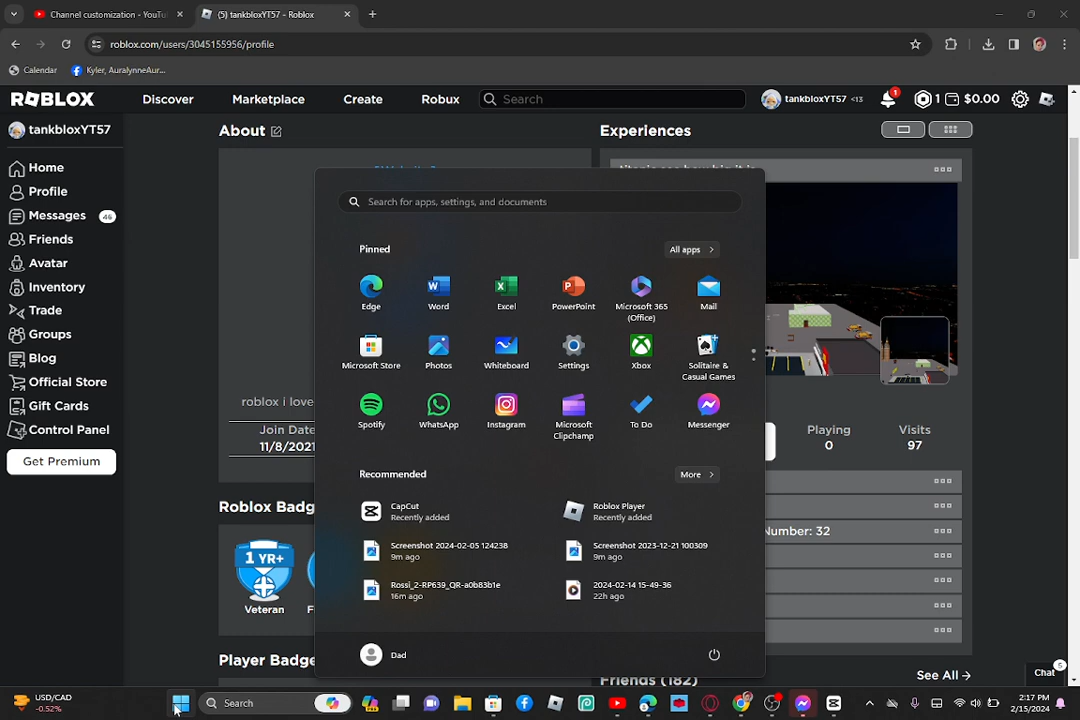 Channel customization - YouTu
(5) tankbloxYT57 - Roblox
roblox.com/users/3045155956/profile
Calendar
Kyler, AuralynneAur...
ROBLOX
Discover
Marketplace
Create
Robux
Search
tankbloxYT57 <13
1
1
$0.00
tankbloxYT57
Home
Profile
Messages 46
Friends
Avatar
Inventory
Trade
Groups
Blog
Official Store
Gift Cards
Control Panel
Get Premium
About
Experiences
Search for apps, settings, and documents
Pinned
All apps
Edge
Word
Excel
PowerPoint
Microsoft 365
(Office)
Mail
Microsoft Store
Photos
Whiteboard
Settings
Xbox
Solitaire &
Casual Games
Spotify
WhatsApp
Instagram
Microsoft
Clipchamp
To Do
Messenger
Recommended
More
CapCut
Recently added
Roblox Player
Recently added
Screenshot 2024-02-05 124238
9m ago
Screenshot 2023-12-21 100309
9m ago
Rossi_2-RP639_QR-a0b83b1e
16m ago
2024-02-14 15-49-36
22h ago
Dad
roblox i love
Join Date
11/8/2021
Playing
0
Visits
97
Number: 32
Roblox Badg
1 YR+
Veteran
F
Player Badge
Friends (182)
See All
Chat
5
USD/CAD
-0.52%
Search
2:17 PM
2/15/2024